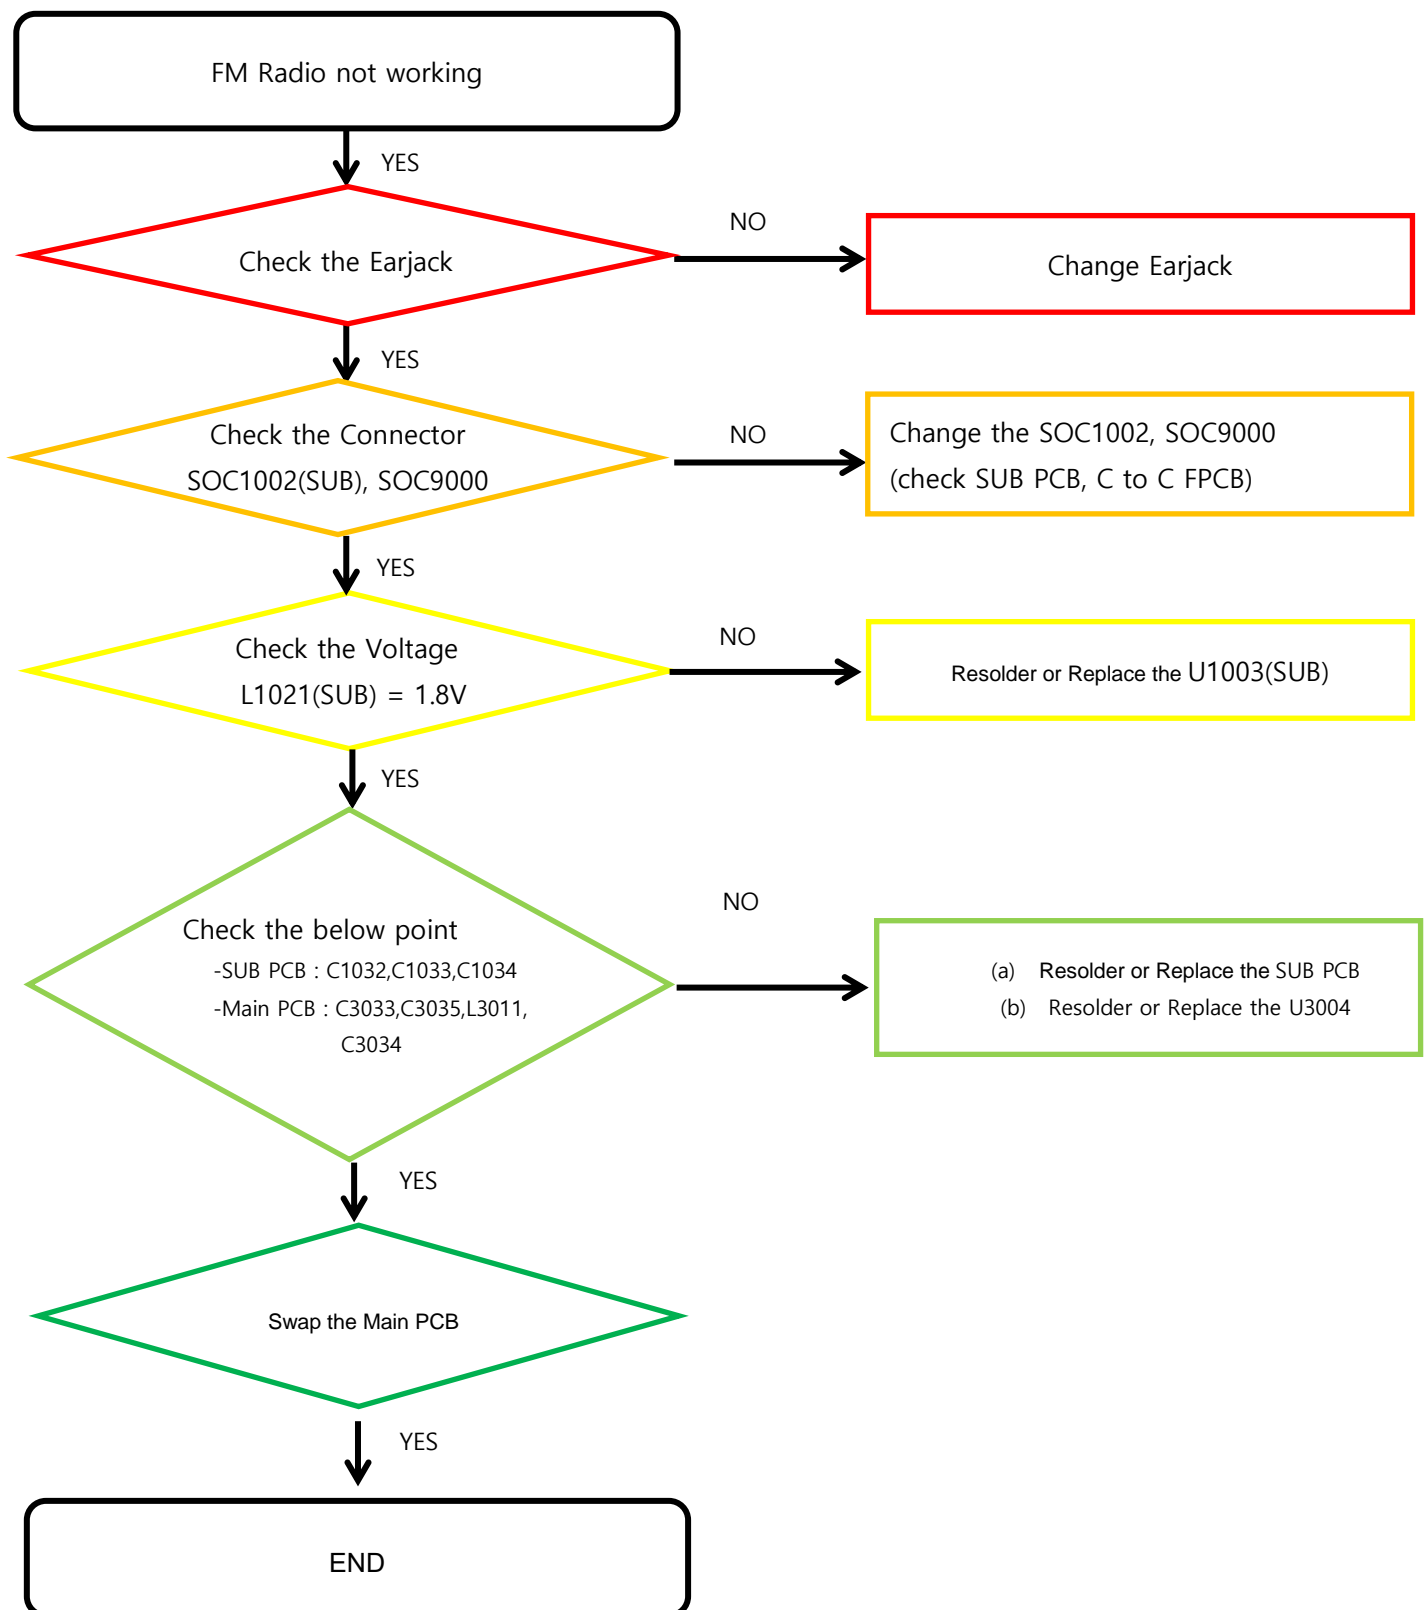 FM Radio not working
YES
Check the Earjack
NO
Change Earjack
YES
Check the Connector
SOC1002(SUB), SOC9000
NO
Change the SOC1002, SOC9000
(check SUB PCB, C to C FPCB)
YES
Check the Voltage
L1021(SUB) = 1.8V
NO
Resolder or Replace the U1003(SUB)
YES
Check the below point
-SUB PCB : C1032,C1033,C1034
-Main PCB : C3033,C3035,L3011,
C3034
NO
(a) Resolder or Replace the SUB PCB
(b) Resolder or Replace the U3004
YES
Swap the Main PCB
YES
END